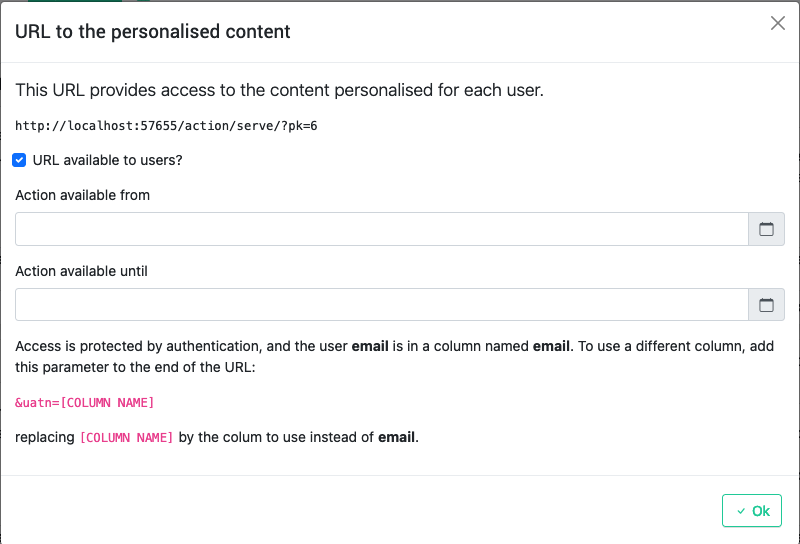 URL to the personalised content
This URL provides access to the content personalised for each user.
http://localhost:57655/action/serve/?pk=6
URL available to users?
Action available from
Action available until
Access is protected by authentication, and the user email is in a column named email. To use a different column, add
this parameter to the end of the URL:
&uatn=[COLUMN NAME]
replacing [COLUMN NAME] by the colum to use instead of email.
Ok